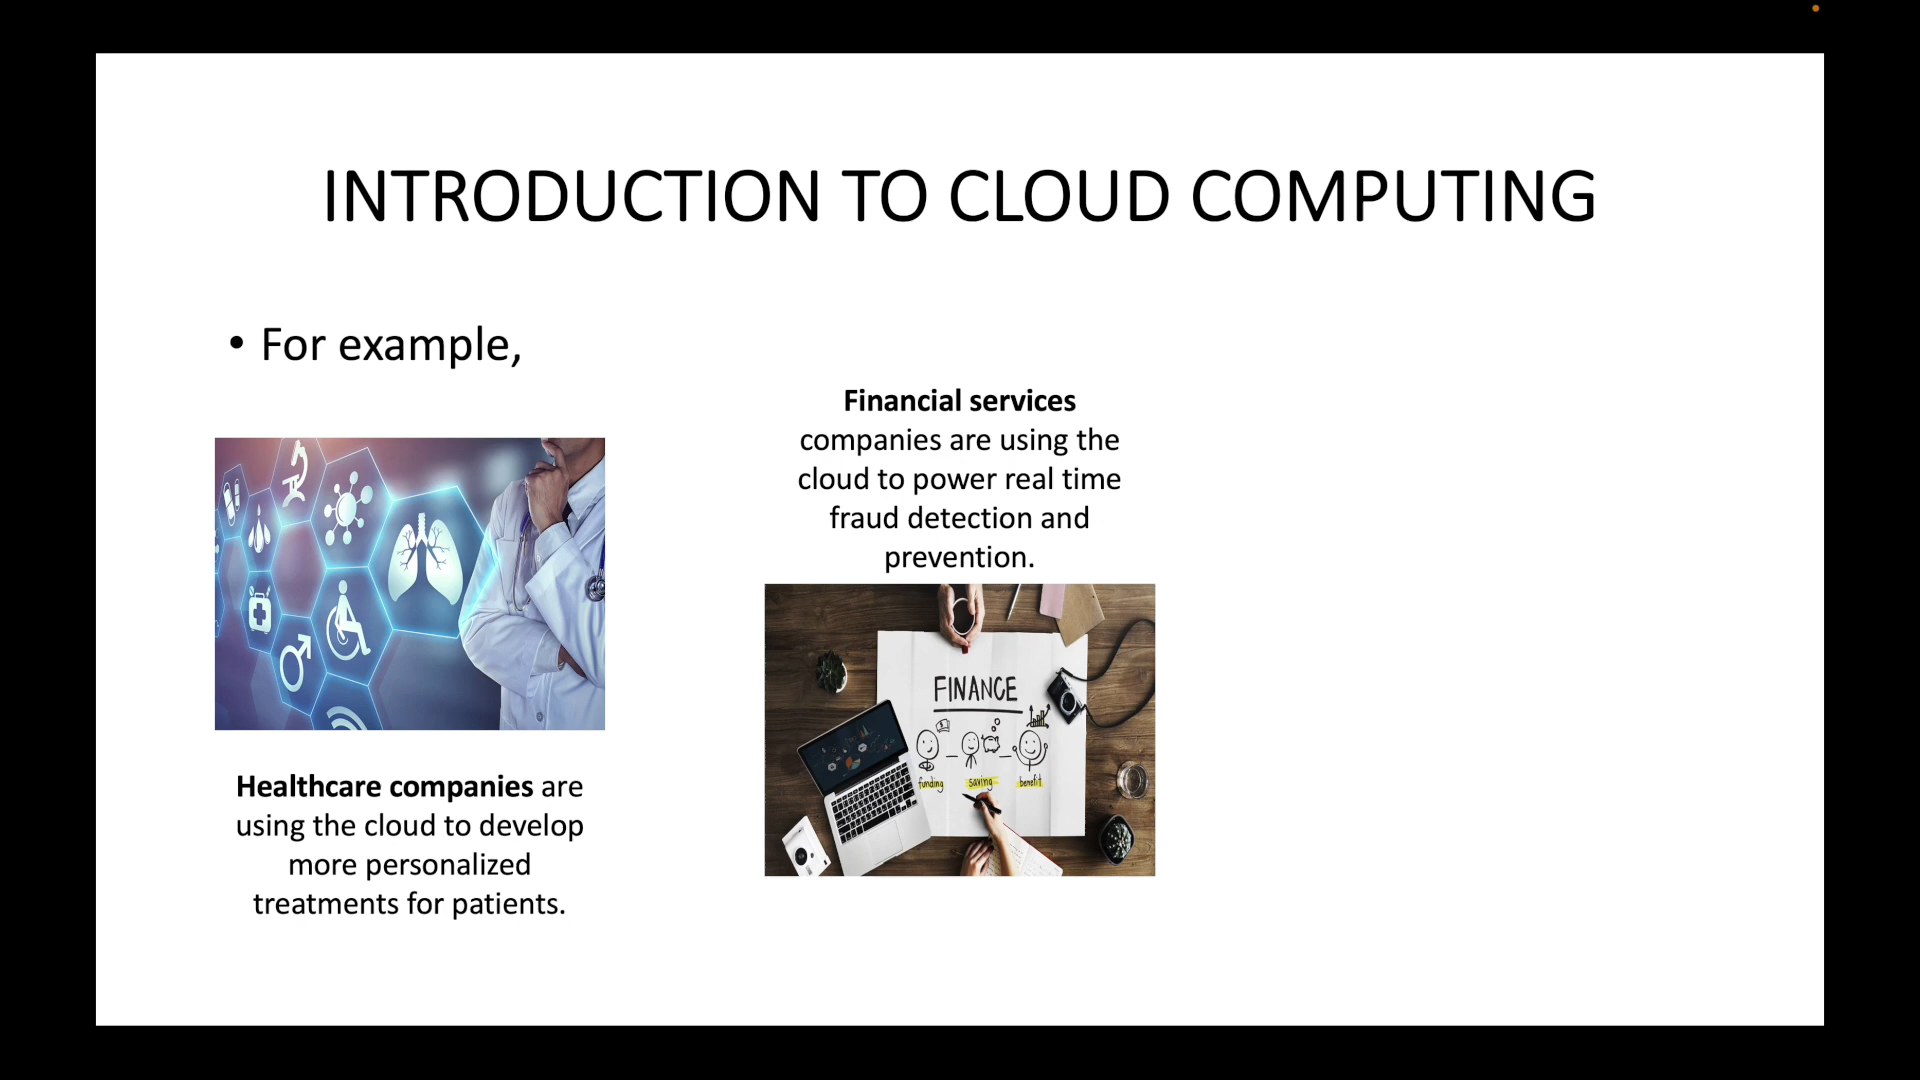 INTRODUCTION TO CLOUD COMPUTING
• For example,
Healthcare companies are
using the cloud to develop
more personalized
treatments for patients.
Financial services
companies are using the
cloud to power real time
fraud detection and
prevention.
FINANCE
funding saving benefit